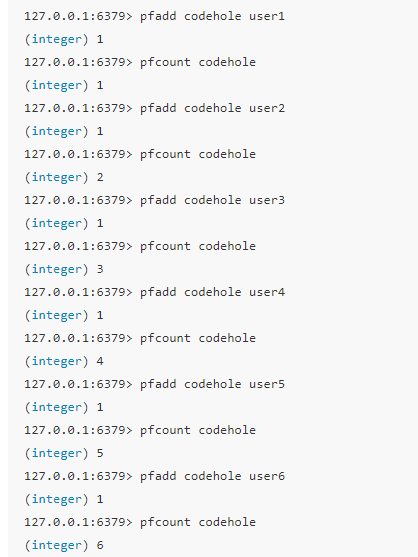 127.0.0.1:6379> pfadd codehole user1
(integer) 1
127.0.0.1:6379> pfcount codehole
(integer) 1
127.0.0.1:6379> pfadd codehole user2
(integer) 1
127.0.0.1:6379> pfcount codehole
(integer) 2
127.0.0.1:6379> pfadd codehole user3
(integer) 1
127.0.0.1:6379> pfcount codehole
(integer) 3
127.0.0.1:6379> pfadd codehole user4
(integer) 1
127.0.0.1:6379> pfcount codehole
(integer) 4
127.0.0.1:6379> pfadd codehole user5
(integer) 1
127.0.0.1:6379> pfcount codehole
(integer) 5
127.0.0.1:6379> pfadd codehole user6
(integer) 1
127.0.0.1:6379> pfcount codehole
(integer) 6